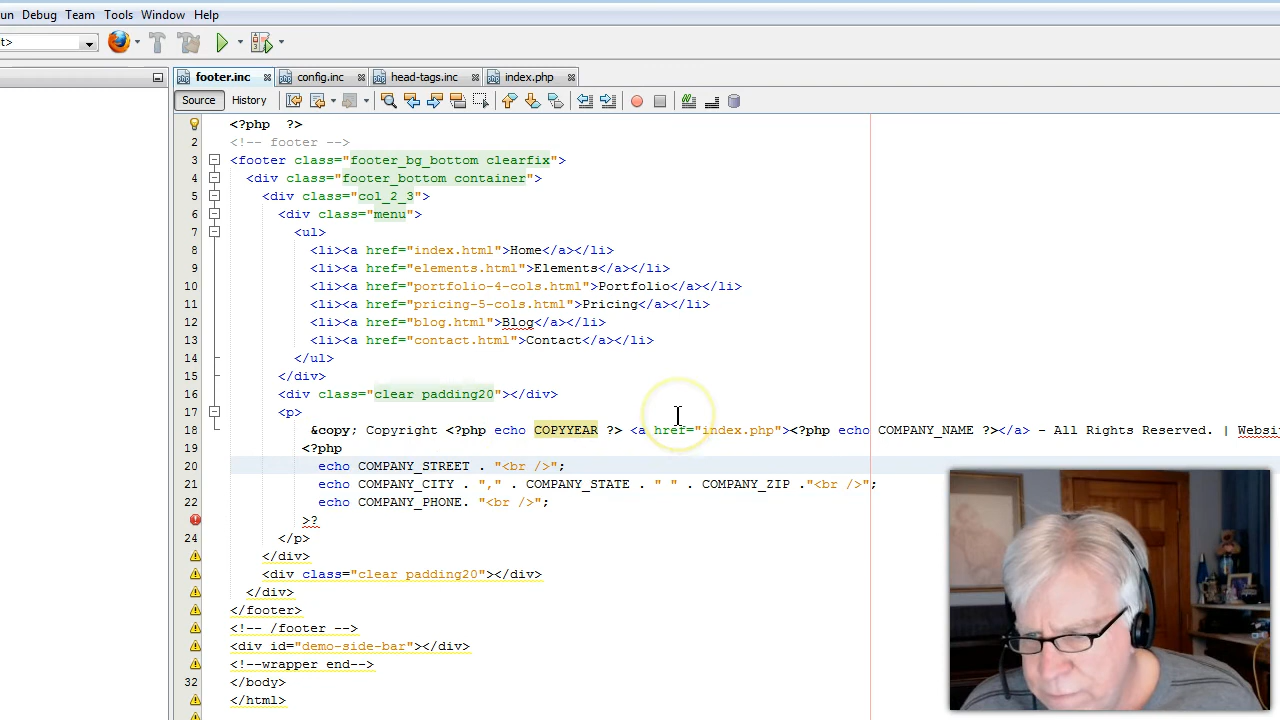 un Debug Team Tools Window Help
t>
footer.inc config.inc head-tags.inc index.php
Source History
<?php ?>
2 <!-- footer -->
3 <footer class="footer_bg_bottom clearfix">
4 <div class="footer_bottom container">
5 <div class="col_2_3">
6 <div class="menu">
7 <ul>
8 <li><a href="index.html">Home</a></li>
9 <li><a href="elements.html">Elements</a></li>
10 <li><a href="portfolio-4-cols.html">Portfolio</a></li>
11 <li><a href="pricing-5-cols.html">Pricing</a></li>
12 <li><a href="blog.html">Blog</a></li>
13 <li><a href="contact.html">Contact</a></li>
14 </ul>
15 </div>
16 <div class="clear padding20"></div>
17 <p>
18 &copy; Copyright <?php echo COPYYEAR ?> <a href="index.php"><?php echo COMPANY_NAME ?></a> - All Rights Reserved. | Websi
19 <?php
20 echo COMPANY_STREET . "<br />";
21 echo COMPANY_CITY . "," . COMPANY_STATE . " " . COMPANY_ZIP ."<br />";
22 echo COMPANY_PHONE. "<br />";
>?
24 </p>
</div>
<div class="clear padding20"></div>
</div>
</footer>
<!-- /footer -->
<div id="demo-side-bar"></div>
<!--wrapper end-->
32 </body>
</html>